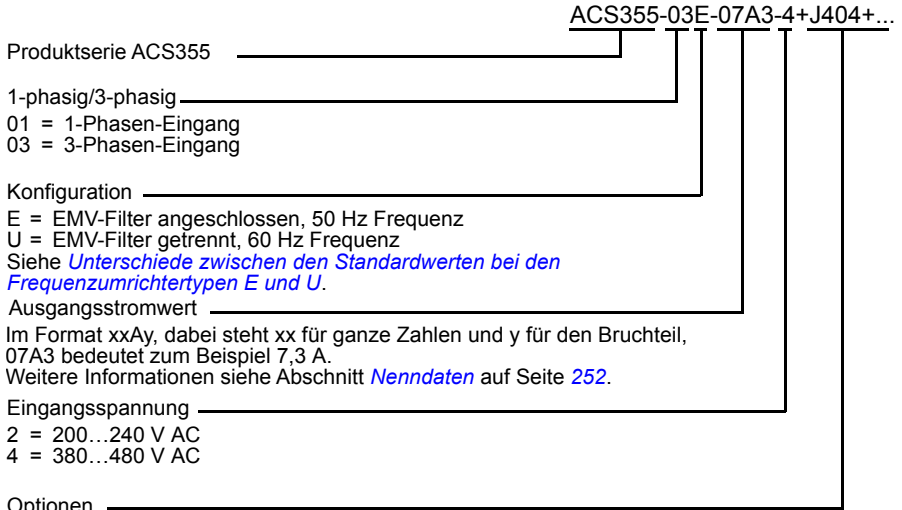 ACS355-03E-07A3-4+J404+...
Produktserie ACS355
1-phasig/3-phasig
01 = 1-Phasen-Eingang
03 = 3-Phasen-Eingang
Konfiguration
E = EMV-Filter angeschlossen, 50 Hz Frequenz
U = EMV-Filter getrennt, 60 Hz Frequenz
Siehe Unterschiede zwischen den Standardwerten bei den
Frequenzumrichtertypen E und U.
Ausgangsstromwert
Im Format xxAy, dabei steht xx für ganze Zahlen und y für den Bruchteil,
07A3 bedeutet zum Beispiel 7,3 A.
Weitere Informationen siehe Abschnitt Nenndaten auf Seite 252.
Eingangsspannung
2 = 200…240 V AC
4 = 380…480 V AC
Optionen